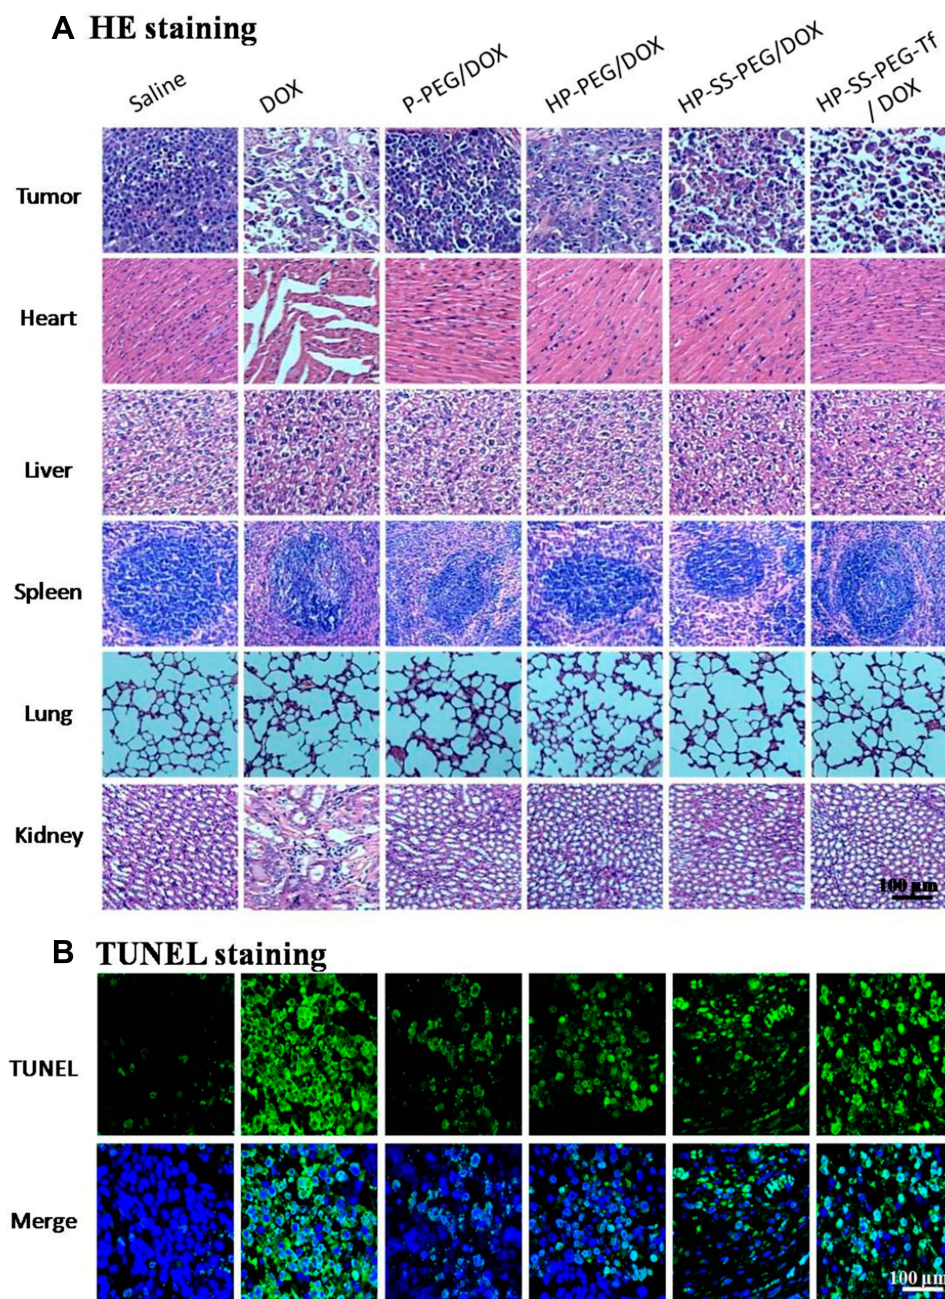 A HE staining
Saline
DOX
P-PEG/DOX
HP-PEG/DOX
HP-SS-PEG/DOX
HP-SS-PEG-Tf
/ DOX
Tumor
Heart
Liver
Spleen
Lung
Kidney
100 μm
B TUNEL staining
TUNEL
Merge
100 μm